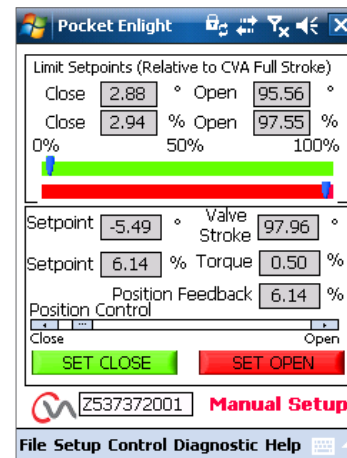 Pocket Enlight
Limit Setpoints (Relative to CVA Full Stroke)
Close 2.88 ° Open 95.56 °
Close 2.94 % Open 97.55 %
0% 50% 100%
Setpoint -5.49 ° Valve Stroke 97.96 °
Setpoint 6.14 % Torque 0.50 %
Position Feedback 6.14 %
Position Control
Close Open
SET CLOSE SET OPEN
CVA Z537372001 Manual Setup
File Setup Control Diagnostic Help